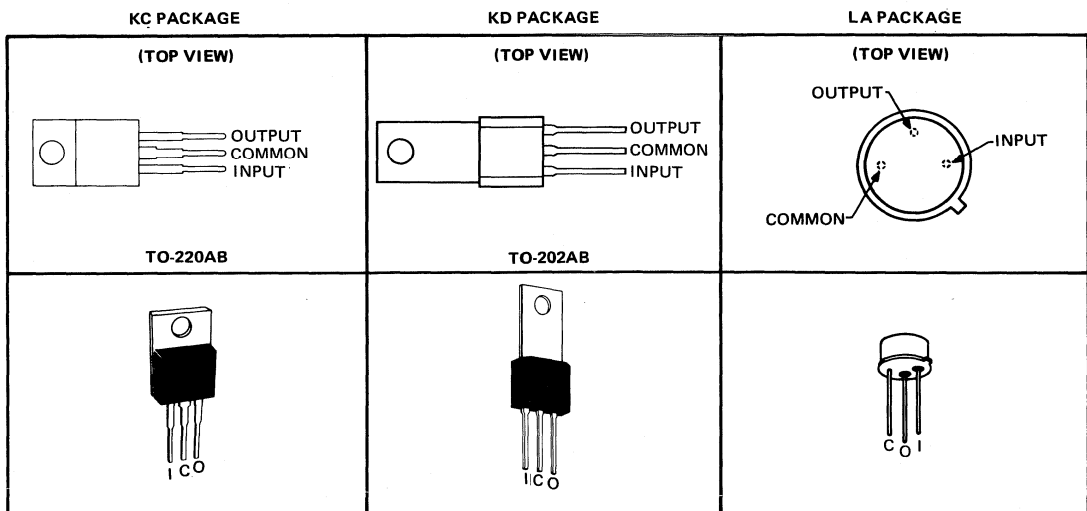 KC PACKAGE
KD PACKAGE
LA PACKAGE
(TOP VIEW)
(TOP VIEW)
(TOP VIEW)
OUTPUT
COMMON
INPUT
OUTPUT
COMMON
INPUT
OUTPUT
INPUT
COMMON
TO-220AB
TO-202AB
I C O
I C O
C O I